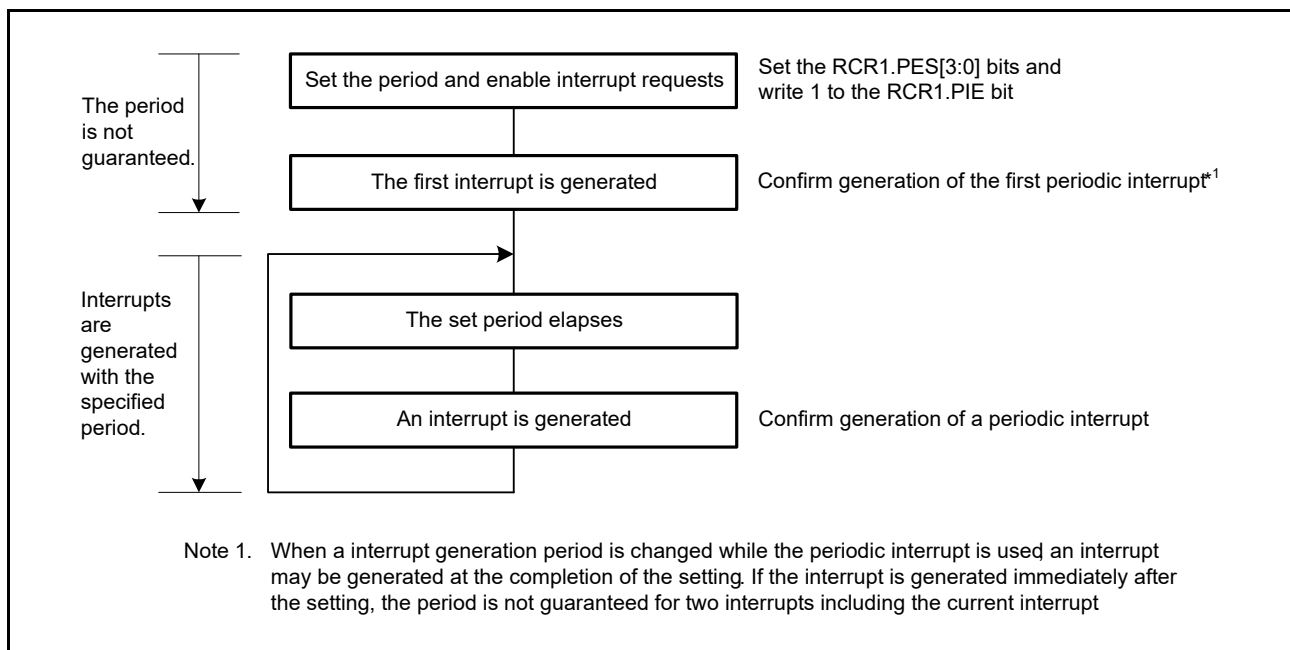 Set the period and enable interrupt requests
Set the RCR1.PES[3:0] bits and
write 1 to the RCR1.PIE bit
The period
is not
guaranteed.
The first interrupt is generated
Confirm generation of the first periodic interrupt*1
Interrupts
are
generated
with the
specified
period.
The set period elapses
An interrupt is generated
Confirm generation of a periodic interrupt
Note 1. When a interrupt generation period is changed while the periodic interrupt is used, an interrupt
may be generated at the completion of the setting. If the interrupt is generated immediately after
the setting, the period is not guaranteed for two interrupts including the current interrupt